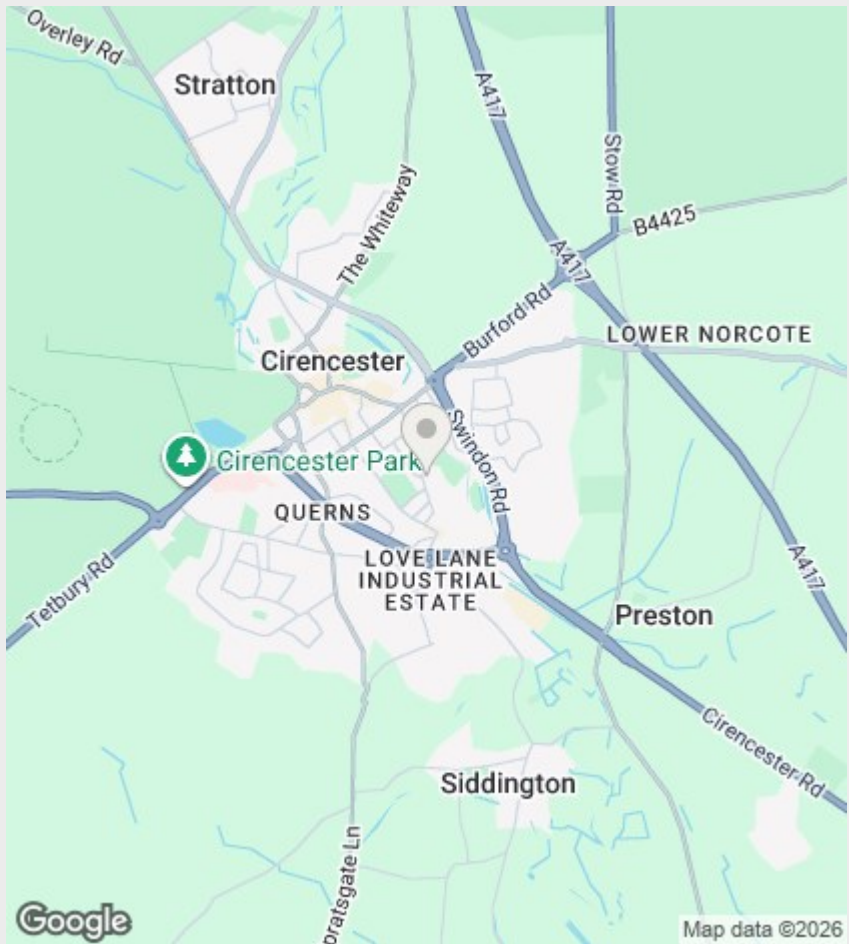 Overley Rd
Stratton
A417
Stow Rd
The Whiteway
B4425
A417
Burford Rd
LOWER NORCOTE
Cirencester
Swindon Rd
Cirencester Park
QUERNS
LOVE LANE
INDUSTRIAL
ESTATE
A417
Tetbury Rd
Preston
Cirencester Rd
Siddington
Google
Map data ©2026